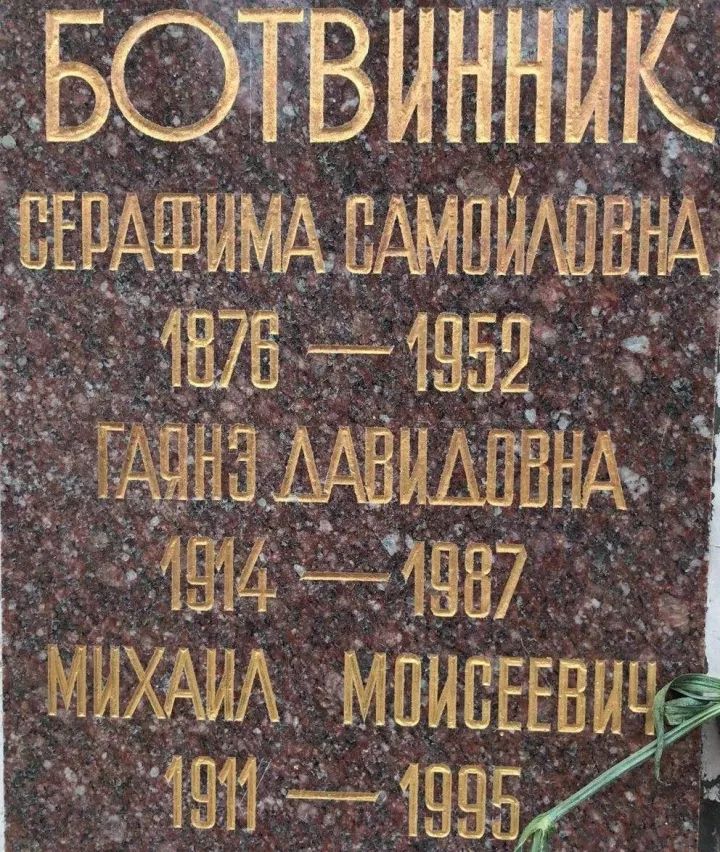 БОТВИННИК
СЕРАФИМА САМОЙЛОВНА
1876 — 1952
ГАЯНЭ ДАВИДОВНА
1914 — 1987
МИХАИЛ МОИСЕЕВИЧ
1911 — 1995